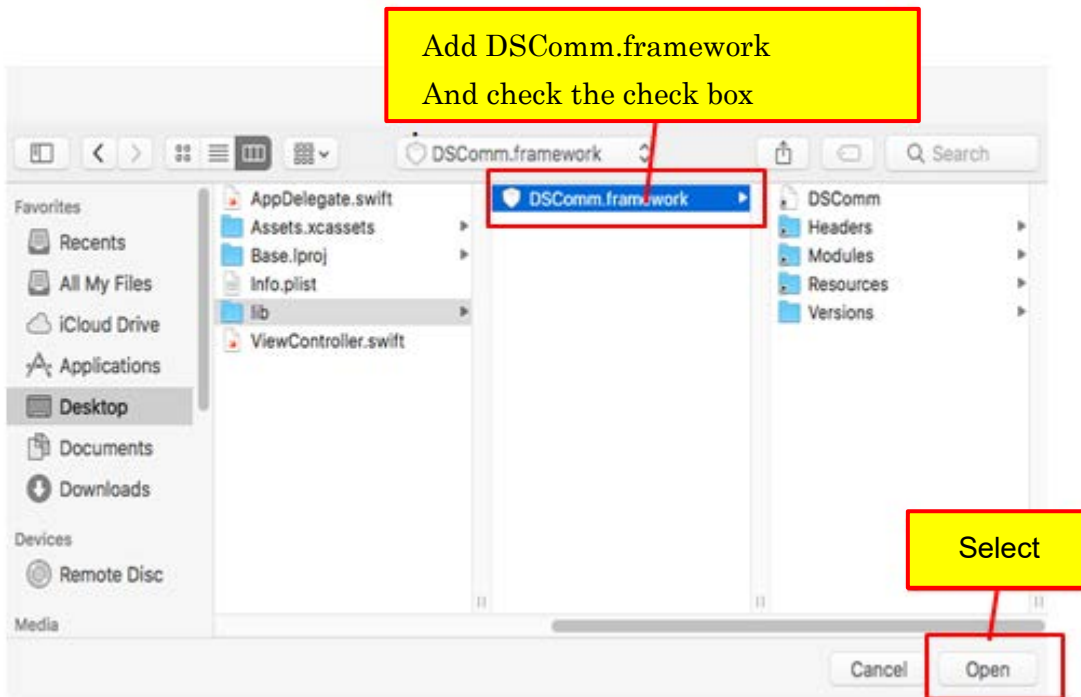 Add DSComm.framework
And check the check box
DSComm.framework
Search
Favorites
Recents
All My Files
iCloud Drive
Applications
Desktop
Documents
Downloads
Devices
Remote Disc
Media
AppDelegate.swift
Assets.xcassets
Base.lproj
Info.plist
lib
ViewController.swift
DSComm.framework
DSComm
Headers
Modules
Resources
Versions
Select
Cancel
Open